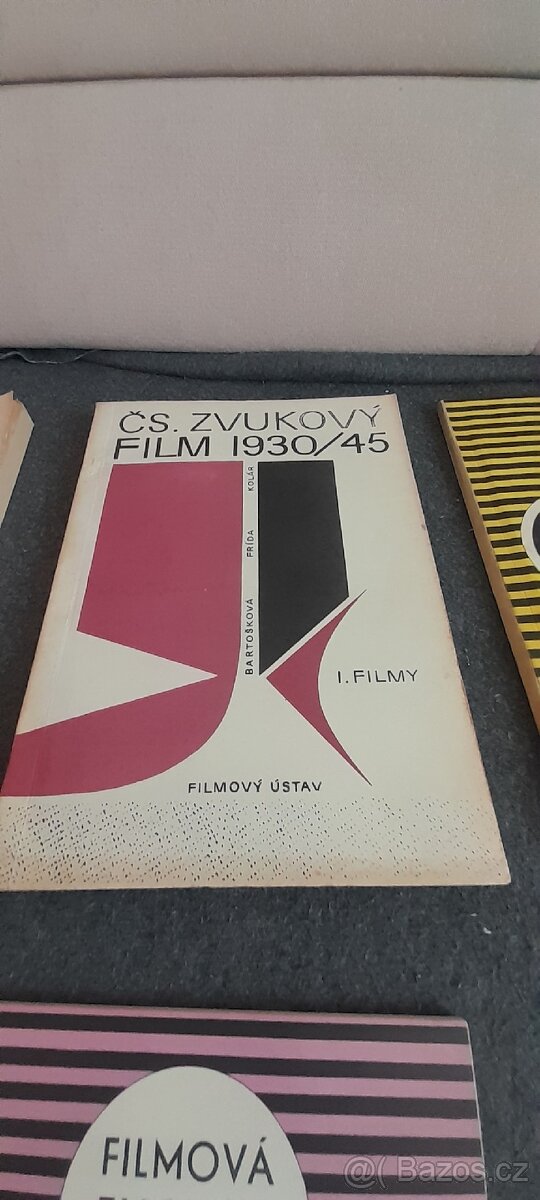 ČS. ZVUKOVÝ
FILM 1930/45
BARTOŠKOVÁ FRÍDA KOLÁR
I. FILMY
FILMOVÝ ÚSTAV
FILMOVÁ
Bazos.cz